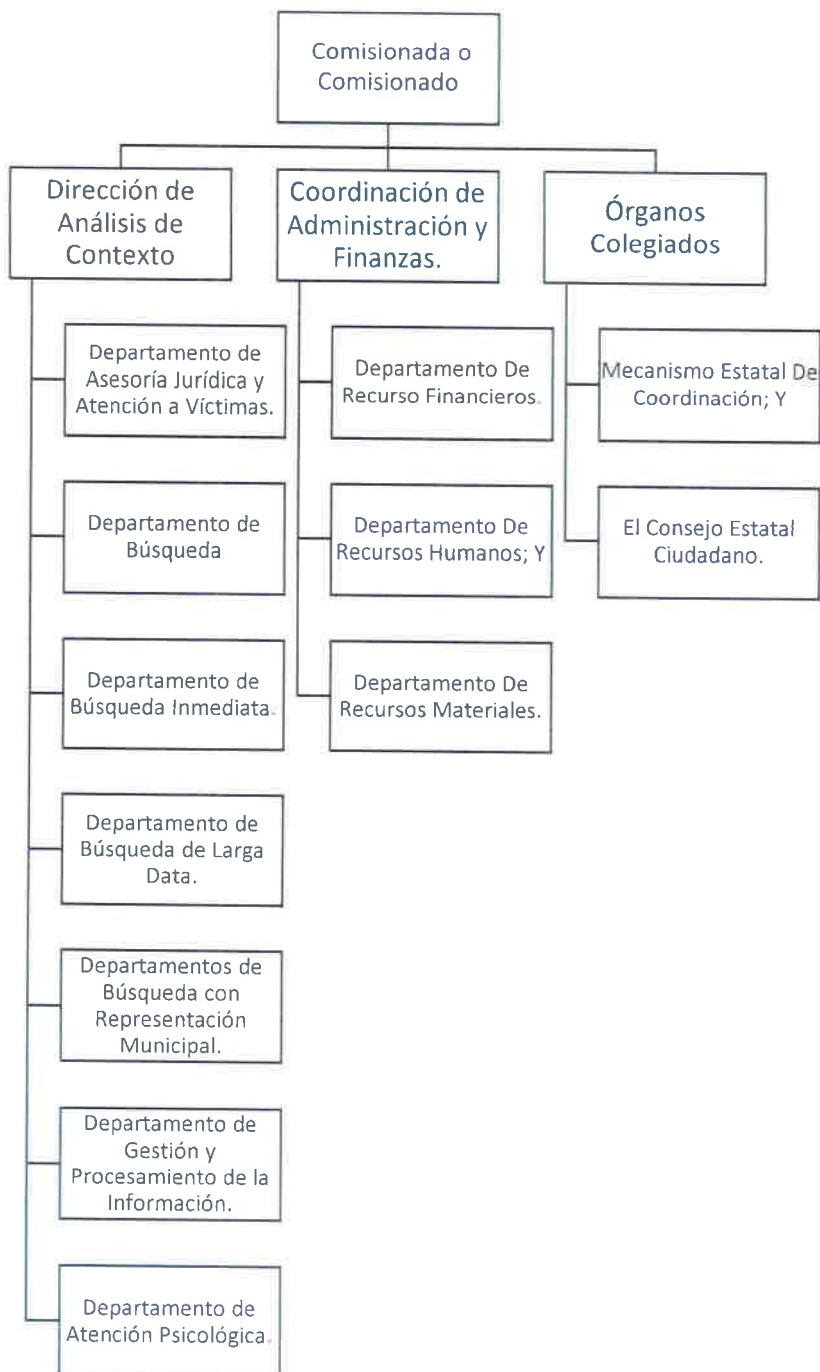 Comisionada o
Comisionado
Dirección de
Análisis de
Contexto
Coordinación de
Administración y
Finanzas.
Órganos
Colegiados
Departamento de
Asesoría Jurídica y
Atención a Víctimas.
Departamento de
Búsqueda
Departamento de
Búsqueda Inmediata.
Departamento de
Búsqueda de Larga
Data.
Departamentos de
Búsqueda con
Representación
Municipal.
Departamento de
Gestión y
Procesamiento de la
Información.
Departamento de
Atención Psicológica.
Departamento De
Recurso Financieros.
Departamento De
Recursos Humanos; Y
Departamento De
Recursos Materiales.
Mecanismo Estatal De
Coordinación; Y
El Consejo Estatal
Ciudadano.